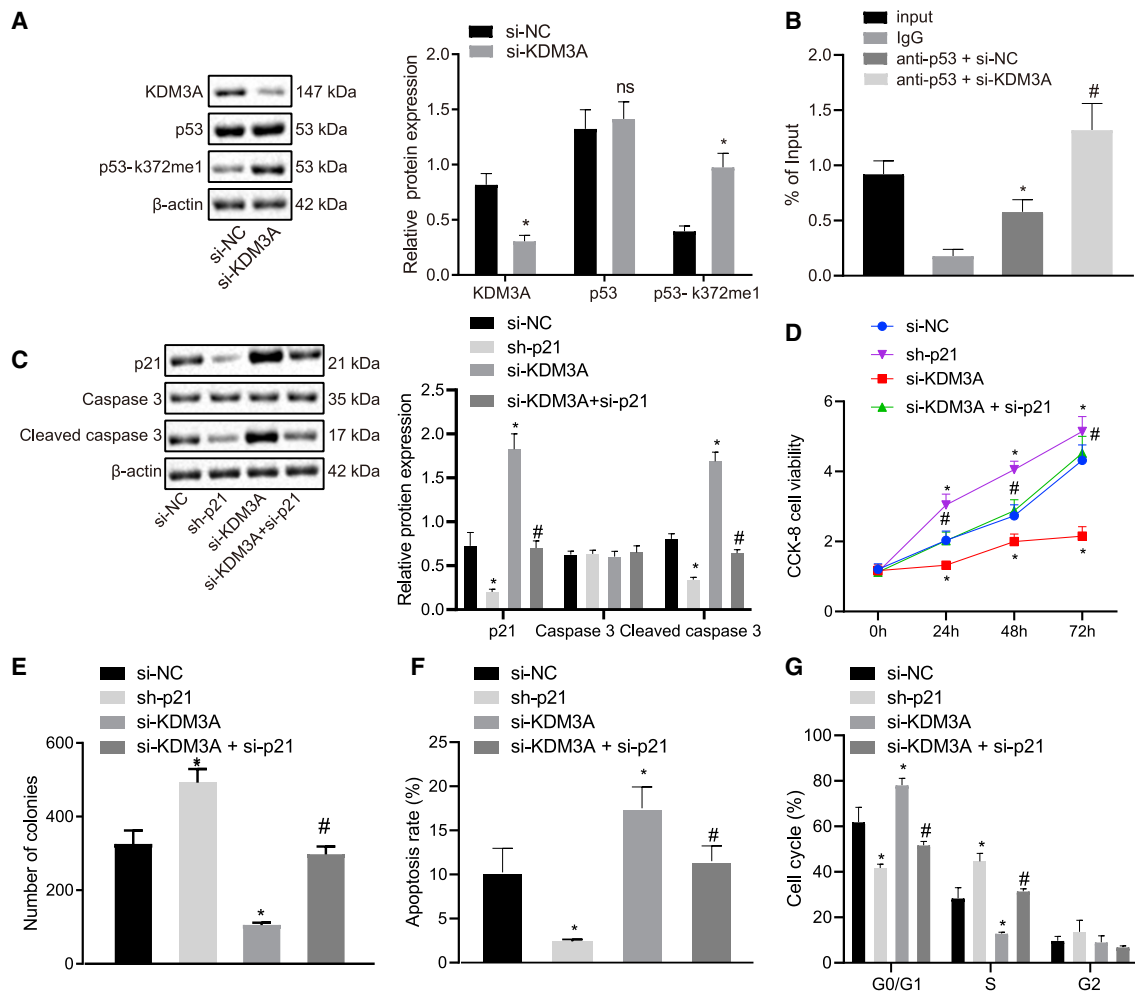 A
KDM3A 147 kDa
p53 53 kDa
p53-k372me1 53 kDa
β-actin 42 kDa
si-NC
si-KDM3A
si-NC
si-KDM3A
Relative protein expression
2.0
1.5
1.0
0.5
0.0
*
ns
*
KDM3A p53 p53- k372me1
B
input
IgG
anti-p53 + si-NC
anti-p53 + si-KDM3A
% of Input
2.0
1.5
1.0
0.5
0.0
*
#
C
p21 21 kDa
Caspase 3 35 kDa
Cleaved caspase 3 17 kDa
β-actin 42 kDa
si-NC
sh-p21
si-KDM3A
si-KDM3A+si-p21
si-NC
sh-p21
si-KDM3A
si-KDM3A+si-p21
Relative protien expression
2.5
2.0
1.5
1.0
0.5
0.0
* * #
* * #
p21 Caspase 3 Cleaved caspase 3
D
si-NC
sh-p21
si-KDM3A
si-KDM3A + si-p21
CCK-8 cell viability
6
4
2
0
* # *
* # *
* # *
0h 24h 48h 72h
E
si-NC
sh-p21
si-KDM3A
si-KDM3A + si-p21
Number of colonies
600
400
200
0
* * #
F
si-NC
sh-p21
si-KDM3A
si-KDM3A + si-p21
Apoptosis rate (%)
25
20
15
10
5
0
* * #
G
si-NC
sh-p21
si-KDM3A
si-KDM3A + si-p21
Cell cycle (%)
100
80
60
40
20
0
* * #
* * #
G0/G1 S G2